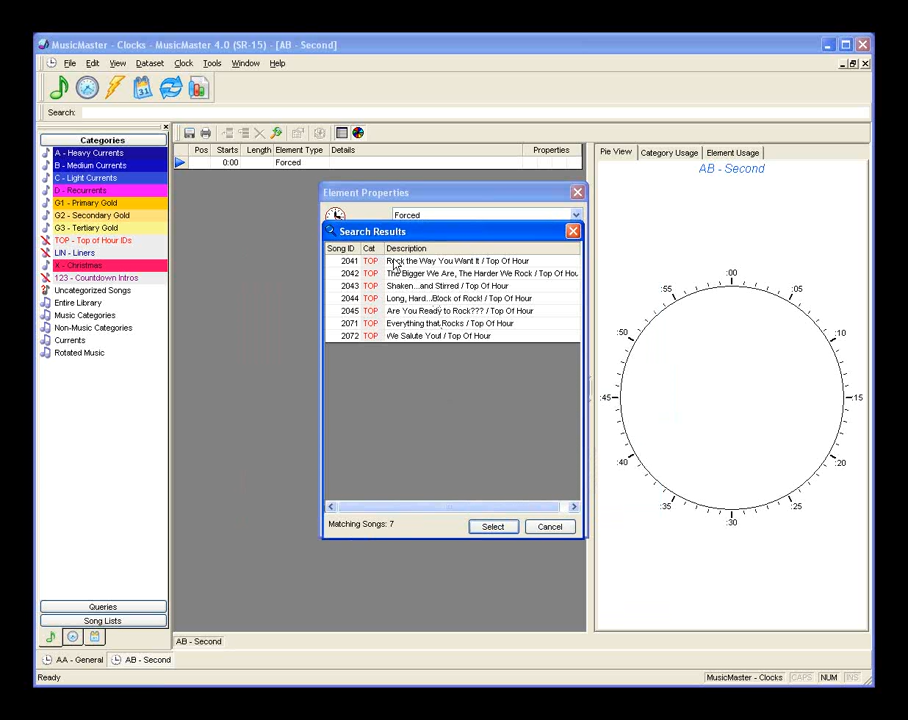 MusicMaster - Clocks - MusicMaster 4.0 (SR-15) - [AB - Second]
File Edit View Dataset Clock Tools Window Help
31
Search:
Categories
A - Heavy Currents
B - Medium Currents
C - Light Currents
D - Recurrents
G1 - Primary Gold
G2 - Secondary Gold
G3 - Tertiary Gold
TOP - Top of Hour IDs
LIN - Liners
X - Christmas
123 - Countdown Intros
Uncategorized Songs
Entire Library
Music Categories
Non-Music Categories
Currents
Rotated Music
Queries
Song Lists
Pos Starts Length Element Type Details Properties
0:00 Forced
Element Properties
Forced
Search Results
Song ID Cat Description
2041 TOP Rock the Way You Want It / Top Of Hour
2042 TOP The Bigger We Are, The Harder We Rock / Top Of Hou
2043 TOP Shaken...and Stirred / Top Of Hour
2044 TOP Long, Hard...Block of Rock! / Top Of Hour
2045 TOP Are You Ready to Rock??? / Top Of Hour
2071 TOP Everything that Rocks / Top Of Hour
2072 TOP We Salute You! / Top Of Hour
Matching Songs: 7
Select Cancel
Pie View Category Usage Element Usage
AB - Second
:00
:05
:10
:15
:20
:25
:30
:35
:40
:45
:50
:55
AB - Second
AA - General AB - Second
Ready MusicMaster - Clocks CAPS NUM INS